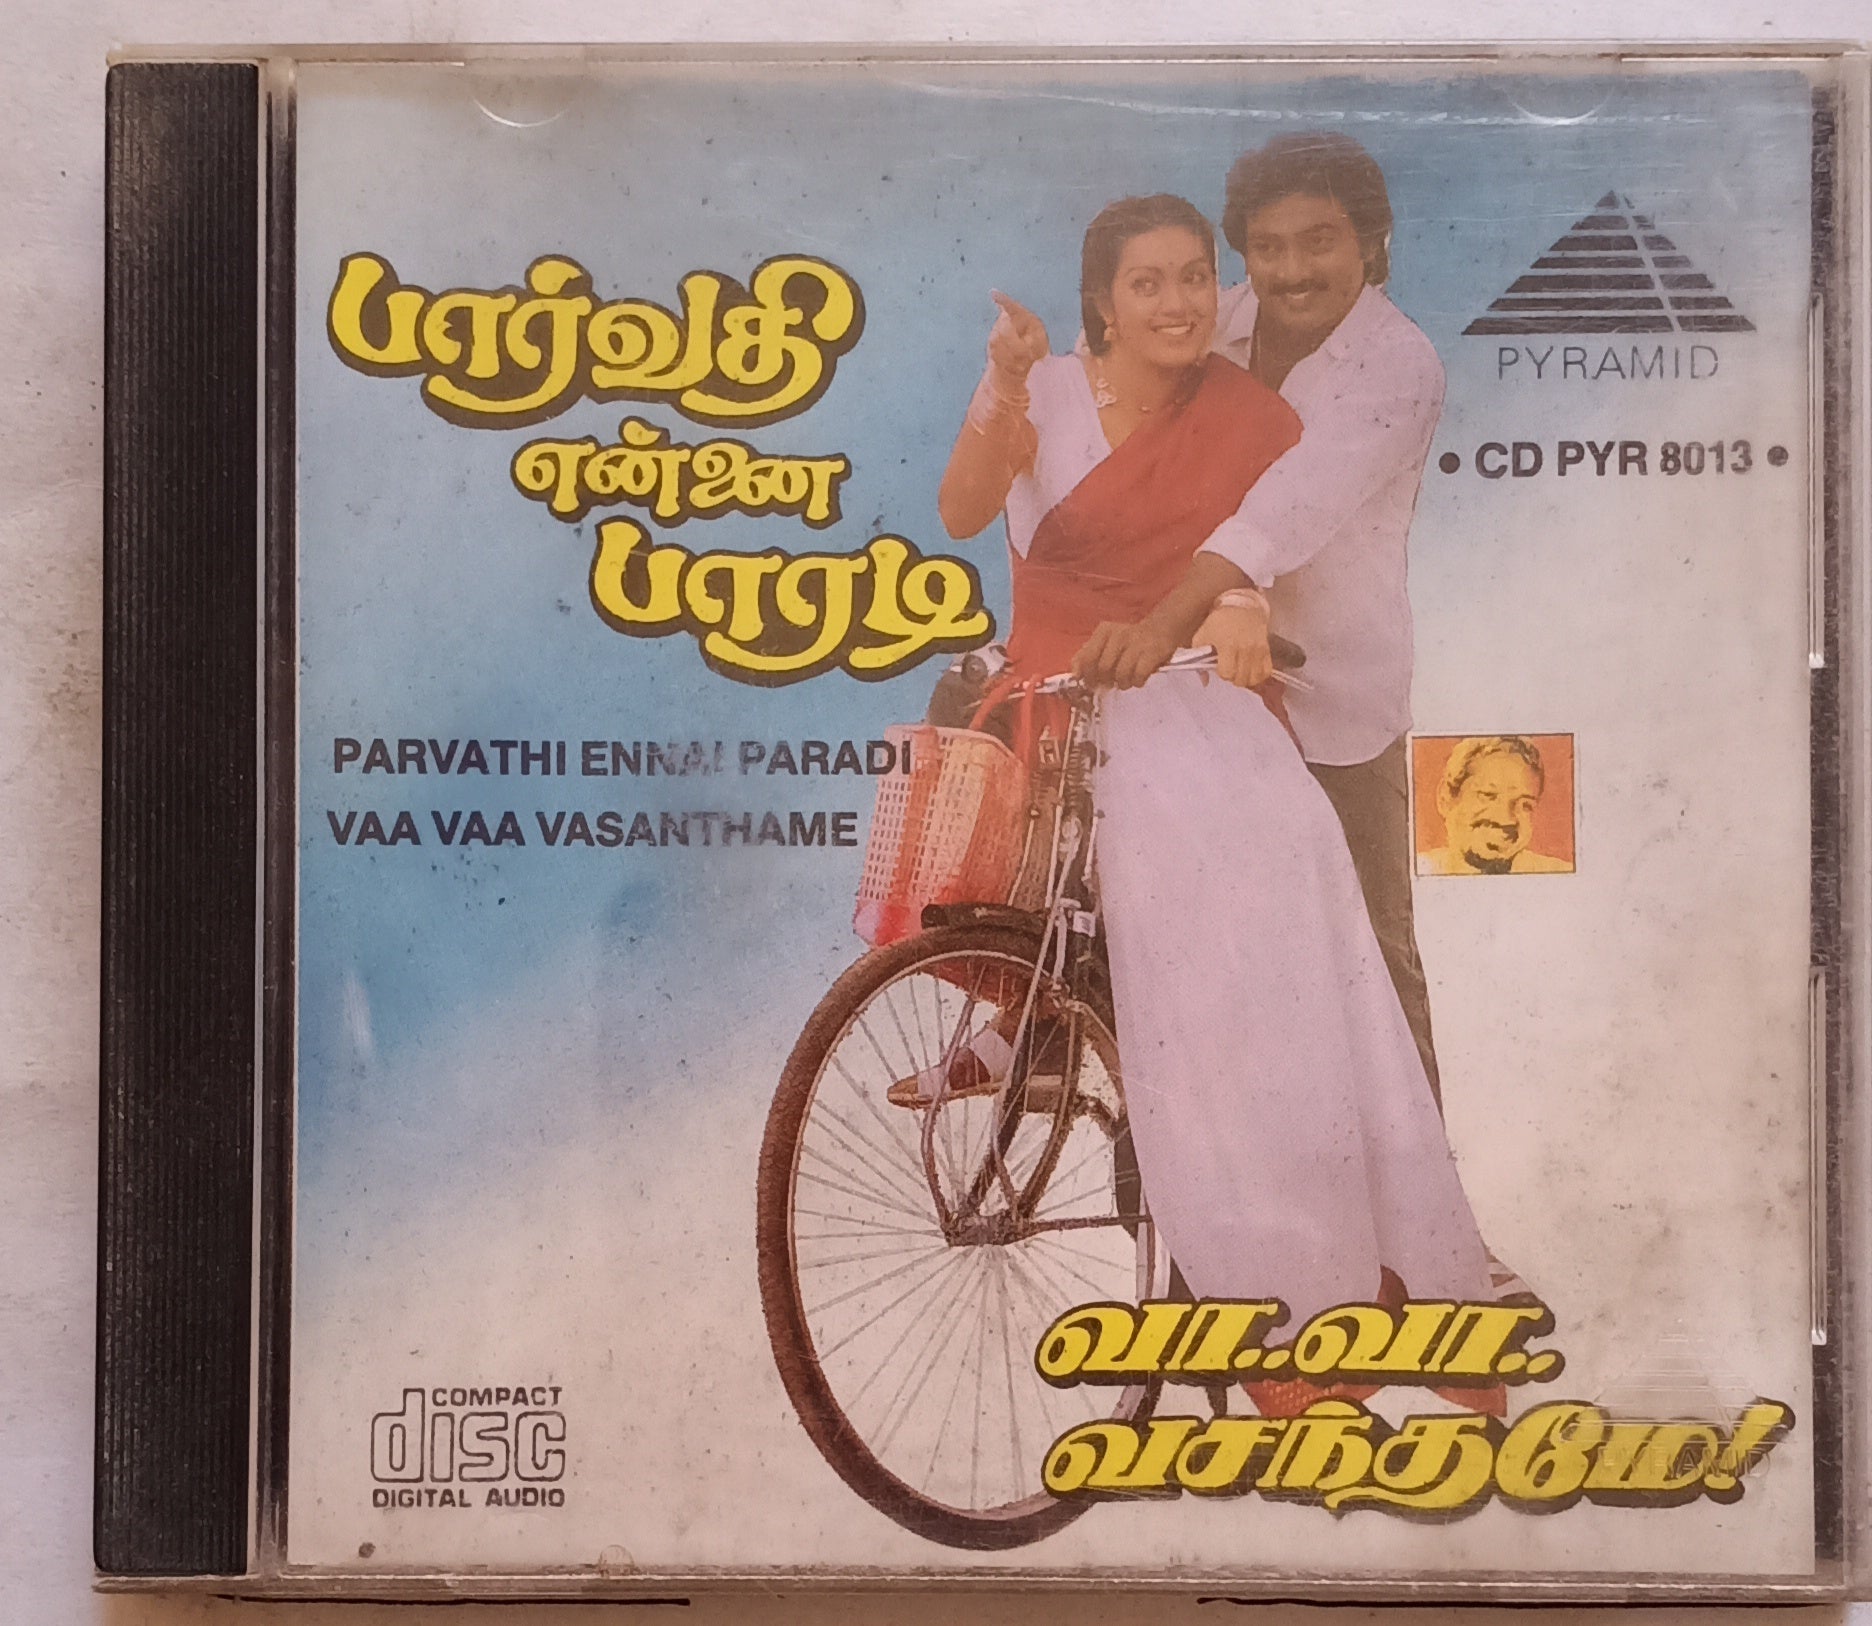 பார்வதி
என்னை
பாரடி
PYRAMID
• CD PYR 8013 •
PARVATHI ENNAI PARADI
VAA VAA VASANTHAME
வா..வா..
வசந்தமே!
PYRAMID
COMPACT
disc
DIGITAL AUDIO